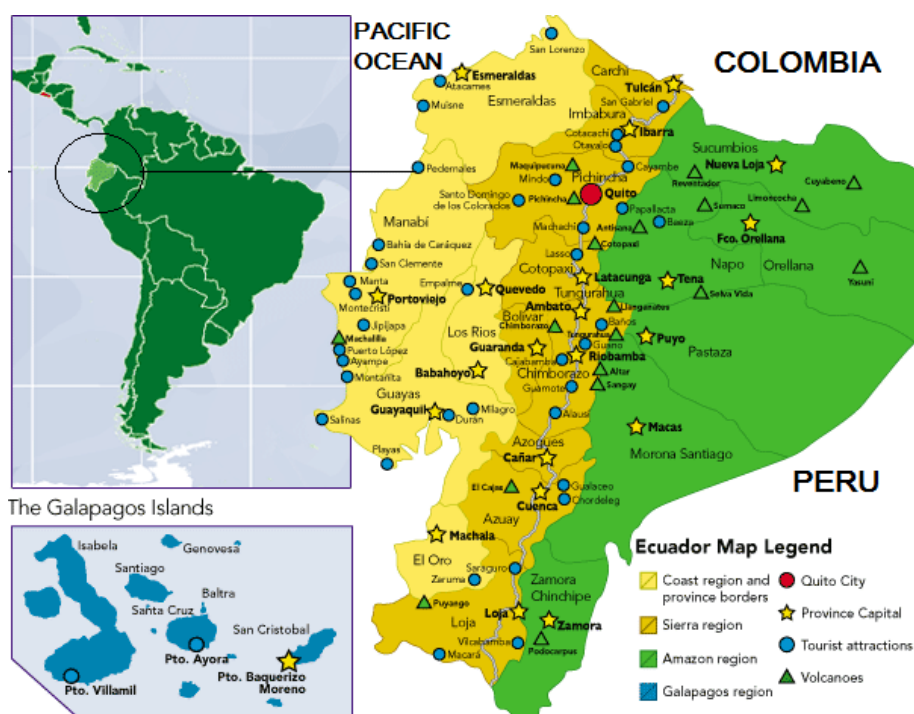 PACIFIC
OCEAN
COLOMBIA
PERU
San Lorenzo
Esmeraldas
Atacames
Esmeraldas
Muisne
Carchi
Tulcán
San Gabriel
Imbabura
Ibarra
Cotacachi
Otavalo
Cayambe
Sucumbios
Nueva Loja
Pedernales
Maquipucuna
Pichincha
Mindo
Quito
Reventador
Cuyabeno
Santo Domingo
de los Colorados
Pichincha
Papallacta
Sumaco
Limoncocha
Manabí
Machachi
Antisana
Baeza
Fco. Orellana
Bahía de Caráquez
Cotopaxi
Lasso
San Clemente
Napo
Orellana
Yasuni
Manta
Empalme
Quevedo
Cotopaxi
Latacunga
Tena
Montecristi
Portoviejo
Tungurahua
Selva Vida
Ambato
Llanganates
Bolivar
Jipijapa
Los Rios
Chimborazo
Baños
Machalilla
Tungurahua
Puyo
Puerto López
Guaranda
Guano
Pastaza
Ayampe
Cajabamba
Riobamba
Montañita
Babahoyo
Chimborazo
Altar
Guamote
Sangay
Guayas
Guayaquil
Milagro
Durán
Alausí
Salinas
Macas
Azogues
Morona Santiago
Playas
Cañar
El Cajas
Gualaceo
Cuenca
Chordeleg
Azuay
Machala
El Oro
Saraguro
Zaruma
Zamora
Chinchipe
Puyango
Loja
Loja
Zamora
Vilcabamba
Podocarpus
Macará
The Galapagos Islands
Isabela
Genovesa
Santiago
Baltra
Santa Cruz
San Cristobal
Pto. Ayora
Pto. Villamil
Pto. Baquerizo
Moreno
Ecuador Map Legend
Coast region and
province borders
Sierra region
Amazon region
Galapagos region
Quito City
Province Capital
Tourist attractions
Volcanoes